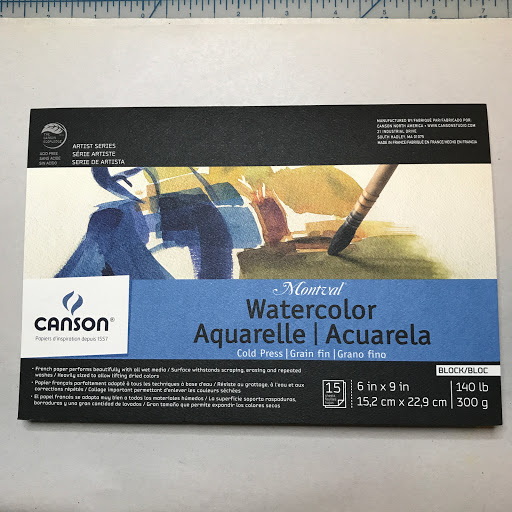 MANUFACTURED BY/FABRIQUÉ PAR/FABRICADO POR:
CANSON NORTH AMERICA • WWW.CANSONSTUDIO.COM
21 INDUSTRIAL DRIVE
SOUTH HADLEY, MA 01075
MADE IN FRANCE/FABRIQUÉ EN FRANCE/HECHO EN FRANCIA
ACID FREE
SANS ACIDE
SIN ACIDO
ARTIST SERIES
SÉRIE ARTISTE
SERIE DE ARTISTA
Montval
Watercolor
Aquarelle | Acuarela
Cold Press | Grain fin | Grano fino
CANSON®
Papiers d'inspiration depuis 1557
BLOCK/BLOC
• French paper performs beautifully with all wet media / Surface withstands scraping, erasing and repeated
washes / Heavily sized to allow lifting dried colors
• Papier français parfaitement adapté à tous les techniques à base d'eau / Résiste au grattage, à l'eau et aux
corrections répétés / Collage important permettant d'enlever les couleurs séchées
• El papel francés se adapta muy bien a todos los materiales húmedos / La superficie soporta raspaduras,
borraduras y una gran cantidad de lavados / Gran tamaño que permite expandir los colores secos
15
6 in x 9 in
15,2 cm x 22,9 cm
140 lb
300 g